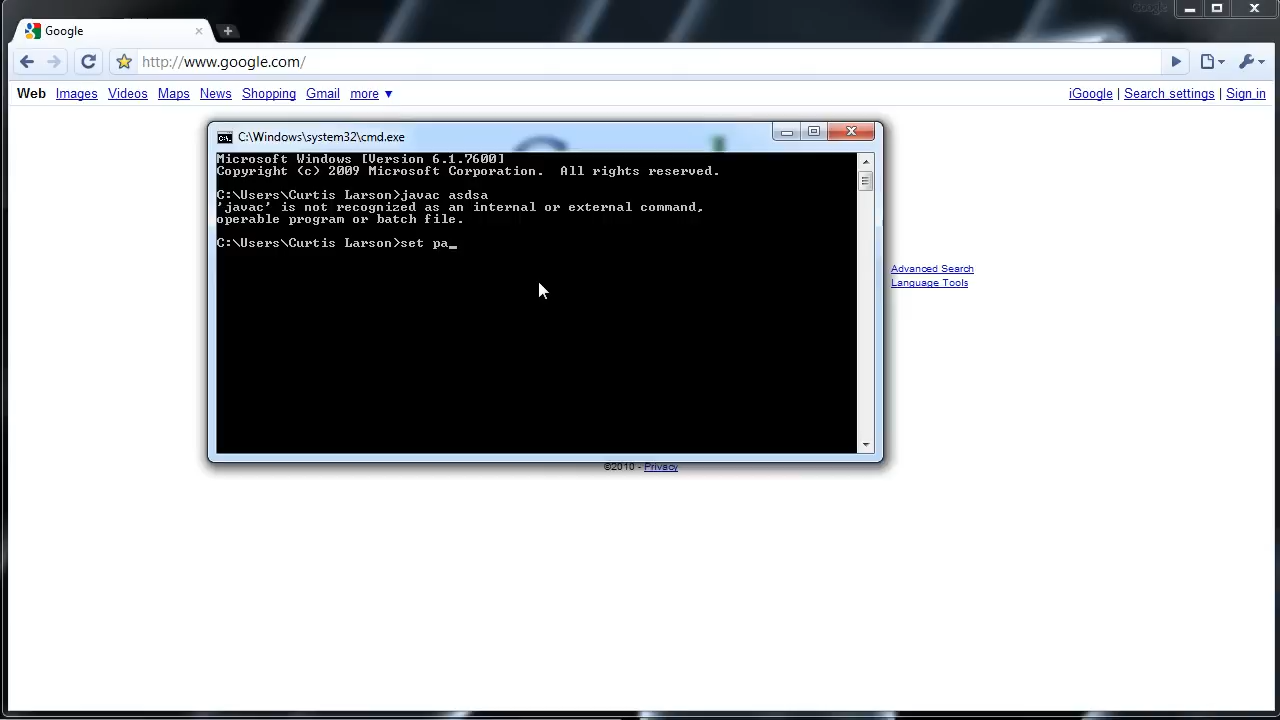 Google
Google
http://www.google.com/
Web Images Videos Maps News Shopping Gmail more ▼
iGoogle | Search settings | Sign in
C:\Windows\system32\cmd.exe
Microsoft Windows [Version 6.1.7600]
Copyright (c) 2009 Microsoft Corporation.  All rights reserved.
C:\Users\Curtis Larson>javac asdsa
'javac' is not recognized as an internal or external command,
operable program or batch file.
C:\Users\Curtis Larson>set pa_
Advanced Search
Language Tools
©2010 - Privacy